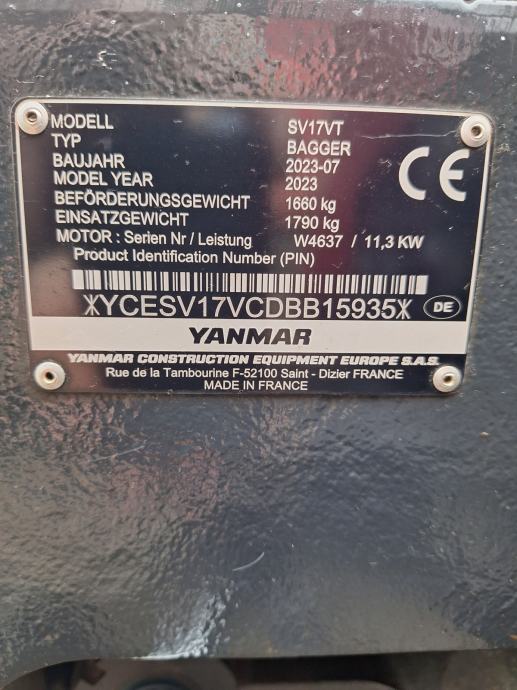 MODELL SV17VT
TYP BAGGER
BAUJAHR 2023-07
MODEL YEAR 2023
BEFÖRDERUNGSGEWICHT 1660 kg
EINSATZGEWICHT 1790 kg
MOTOR : Serien Nr / Leistung W4637 / 11,3 KW
Product Identification Number (PIN)
CE
*YCESV17VCDBB15935*
DE
YANMAR
YANMAR CONSTRUCTION EQUIPMENT EUROPE S.A.S.
Rue de la Tambourine F-52100 Saint - Dizier FRANCE
MADE IN FRANCE